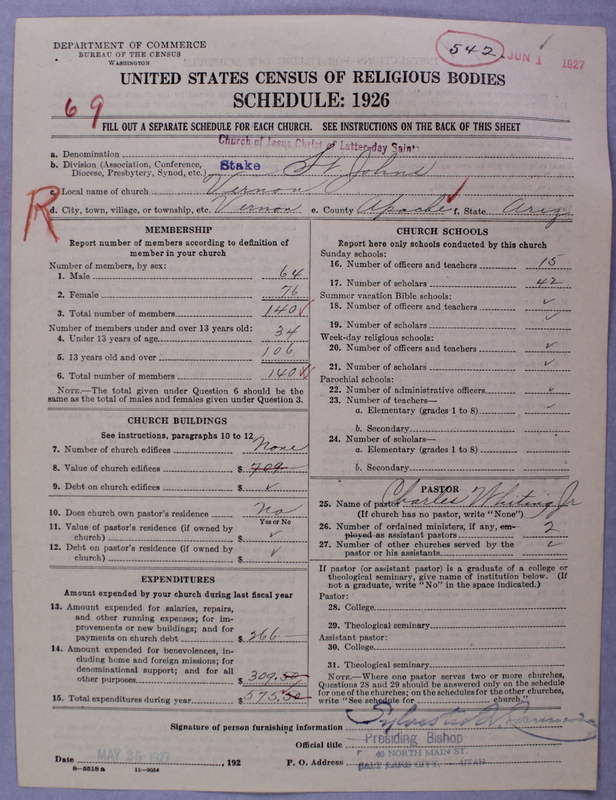 DEPARTMENT OF COMMERCE
BUREAU OF THE CENSUS
WASHINGTON
542
JUN 1 1927
UNITED STATES CENSUS OF RELIGIOUS BODIES
SCHEDULE: 1926
69
FILL OUT A SEPARATE SCHEDULE FOR EACH CHURCH. SEE INSTRUCTIONS ON THE BACK OF THIS SHEET
a. Denomination Church of Jesus Christ of Latter-day Saints
b. Division (Association, Conference, Diocese, Presbytery, Synod, etc.) Stake St Johns
c. Local name of church Vernon
R
d. City, town, village, or township, etc. Vernon e. County Apache f. State Ariz
MEMBERSHIP
Report number of members according to definition of
member in your church
Number of members, by sex:
1. Male 64
2. Female 76
3. Total number of members 140
Number of members under and over 13 years old:
4. Under 13 years of age 34
5. 13 years old and over 106
6. Total number of members 140
NOTE.—The total given under Question 6 should be
same as the total of males and females given under Question 3.
CHURCH BUILDINGS
See instructions, paragraphs 10 to 12
7. Number of church edifices None
8. Value of church edifices $ 709
9. Debt on church edifices $ ✓
10. Does church own pastor's residence No
Yes or No
11. Value of pastor's residence (if owned by
church) $ ✓
12. Debt on pastor's residence (if owned by
church) $ ✓
EXPENDITURES
Amount expended by your church during last fiscal year
13. Amount expended for salaries, repairs,
and other running expenses; for im-
provements or new buildings; and for
payments on church debt $ 266
14. Amount expended for benevolences, in-
cluding home and foreign missions; for
denominational support; and for all
other purposes 309.50
15. Total expenditures during year $ 575.50
CHURCH SCHOOLS
Report here only schools conducted by this church
Sunday schools:
16. Number of officers and teachers 15
17. Number of scholars 42
Summer vacation Bible schools:
18. Number of officers and teachers ✓
19. Number of scholars ✓
Week-day religious schools:
20. Number of officers and teachers ✓
21. Number of scholars ✓
Parochial schools:
22. Number of administrative officers ✓
23. Number of teachers—
a. Elementary (grades 1 to 8) ✓
b. Secondary
24. Number of scholars—
a. Elementary (grades 1 to 8)
b. Secondary
PASTOR
25. Name of pastor Charles Whiting Jr
(If church has no pastor, write "None")
26. Number of ordained ministers, if any, em-
ployed as assistant pastors 2
27. Number of other churches served by the
pastor or his assistants ✓
If pastor (or assistant pastor) is a graduate of a college or
theological seminary, give name of institution below. (If
not a graduate, write "No" in the space indicated.)
Pastor:
28. College
29. Theological seminary
Assistant pastor:
30. College
31. Theological seminary
NOTE.—Where one pastor serves two or more churches,
Questions 28 and 29 should be answered only on the schedule
for one of the churches; on the schedules for the other churches,
write "See schedule for church."
Signature of person furnishing information Sylvester Q. Cannon
Official title Presiding Bishop
Date MAY 25 1927, 192 P. O. Address 40 NORTH MAIN ST.
SALT LAKE CITY, UTAH
6—5518 a 11—9064